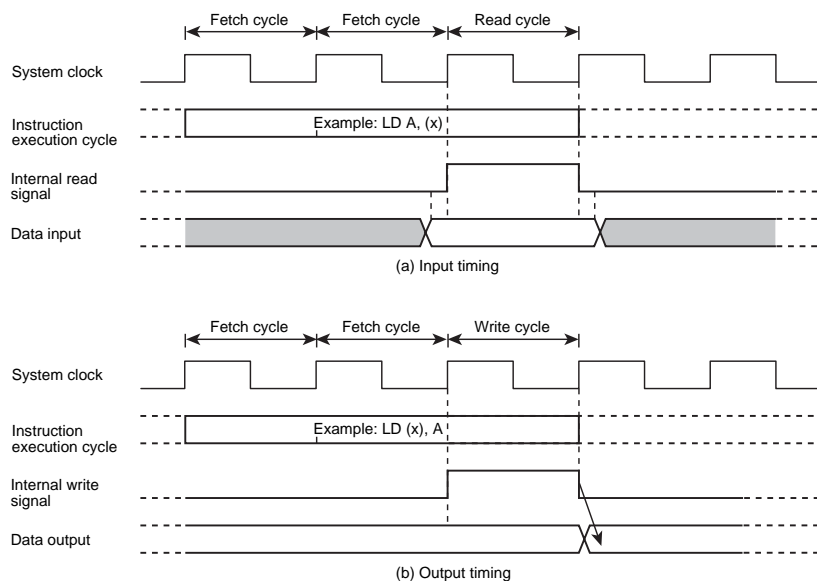 Fetch cycle Fetch cycle Read cycle
System clock
Instruction
execution cycle
Example: LD A, (x)
Internal read
signal
Data input
(a) Input timing
Fetch cycle Fetch cycle Write cycle
System clock
Instruction
execution cycle
Example: LD (x), A
Internal write
signal
Data output
(b) Output timing